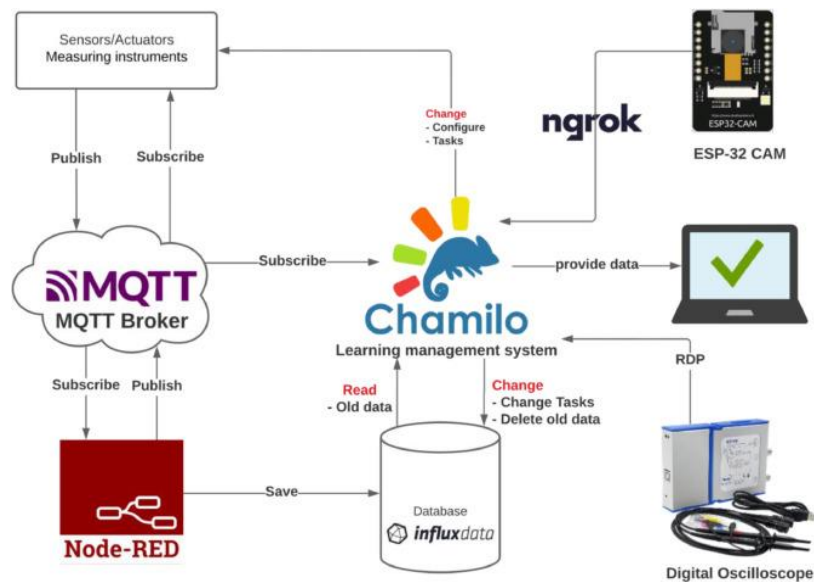 Sensors/Actuators
Measuring instruments
Change
- Configure
- Tasks
ngrok
ESP32-CAM
ESP-32 CAM
Publish
Subscribe
MQTT
MQTT Broker
Subscribe
Chamilo
Learning management system
provide data
RDP
Subscribe
Publish
Read
- Old data
Change
- Change Tasks
- Delete old data
Node-RED
Save
Database
influxdata
Digital Oscilloscope